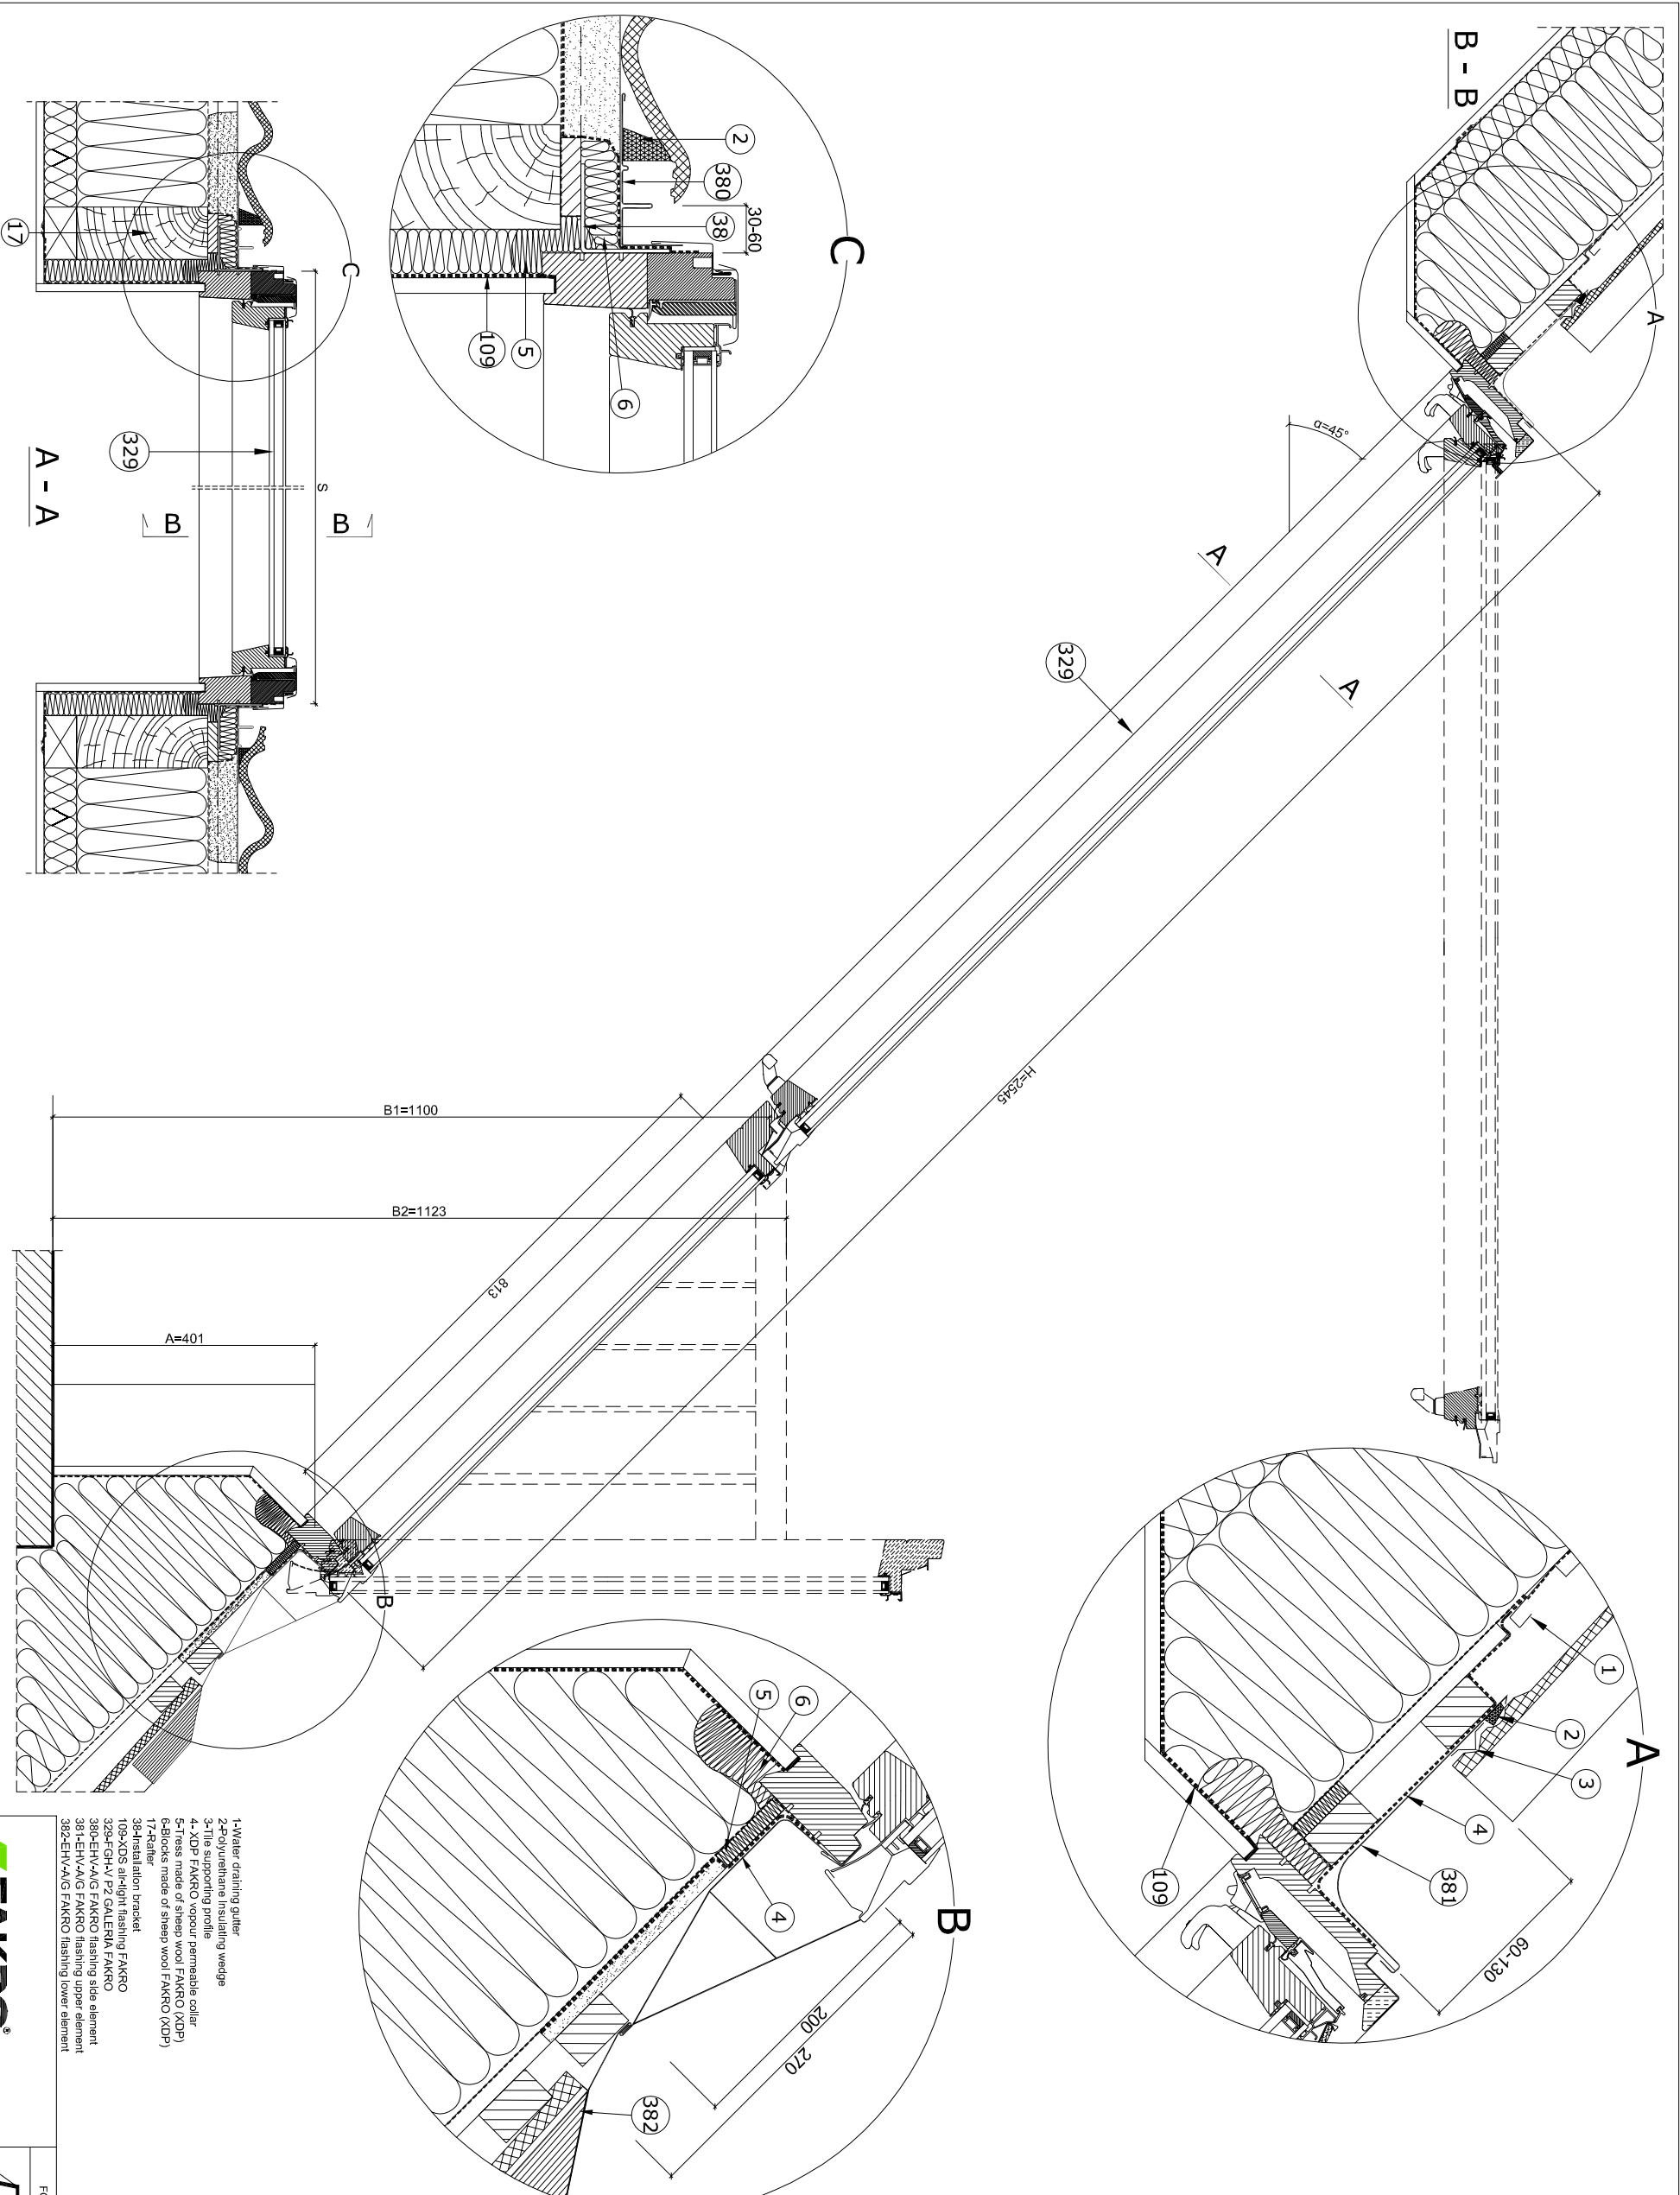 B - B
A
α=45°
A
A
329
H=2545
B1=1100
B2=1123
813
A=401
B
C
2
380
30-60
38
6
5
109
C
17
329
S
B
B
A - A
A
1
2
3
4
381
109
60-130
B
6
5
4
200
270
382
1-Water draining gutter
2-Polyurethane insulating wedge
3-Tile supporting profile
4- XDP FAKRO vopour permeable collar
5-Tress made of sheep wool FAKRO (XDP)
6-Blocks made of sheep wool FAKRO (XDP)
17-Rafter
38-Installation bracket
109-XDS air-tight flashing FAKRO
329-FGH-V P2 GALERIA FAKRO
380-EHV-A/G FAKRO flashing side element
381-EHV-A/G FAKRO flashing upper element
382-EHV-A/G FAKRO flashing lower element
FAKRO®